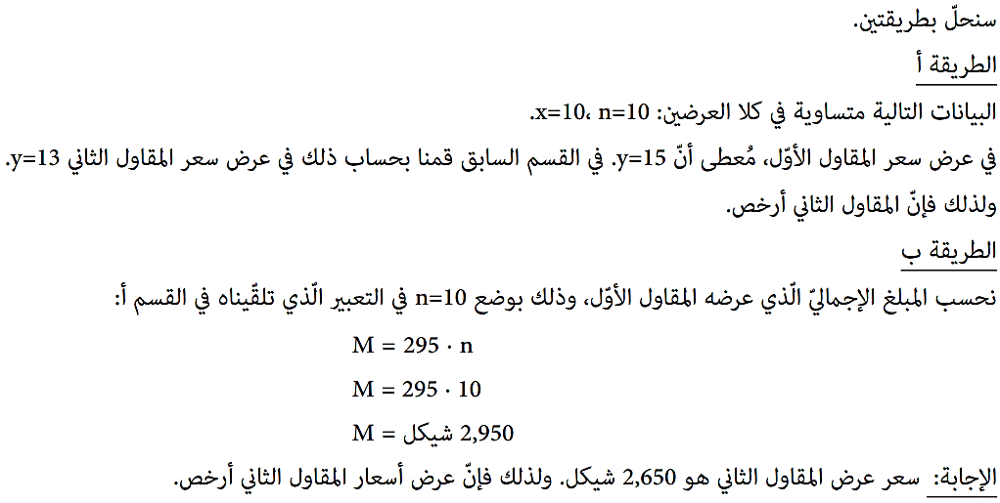 سنحلّ بطريقتين.
الطريقة أ
البيانات التالية متساوية في كلا العرضين: x=10، n=10.
في عرض سعر المقاول الأوّل، مُعطى أنّ y=15. في القسم السابق قمنا بحساب ذلك في عرض سعر المقاول الثاني y=13.
ولذلك فإنّ المقاول الثاني أرخص.
الطريقة ب
نحسب المبلغ الإجماليّ الّذي عرضه المقاول الأوّل، وذلك بوضع n=10 في التعبير الّذي تلقّيناه في القسم أ:
M = 295 · n
M = 295 · 10
M = 2,950 شيكل
الإجابة: سعر عرض المقاول الثاني هو 2,650 شيكل. ولذلك فإنّ عرض أسعار المقاول الثاني أرخص.